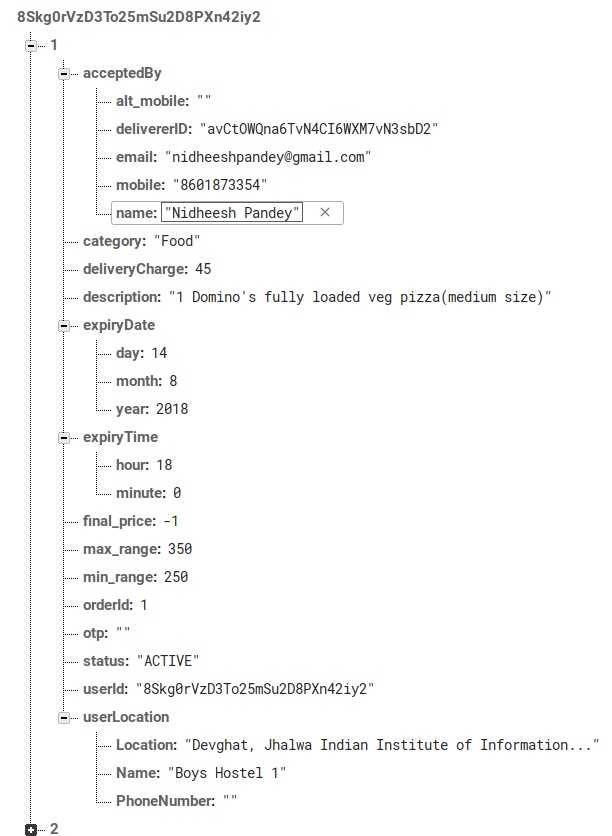 8Skg0rVzD3To25mSu2D8PXn42iy2
1
acceptedBy
alt_mobile: ""
delivererID: "avCtOWQna6TvN4CI6WXM7vN3sbD2"
email: "nidheeshpandey@gmail.com"
mobile: "8601873354"
name: "Nidheesh Pandey" ×
category: "Food"
deliveryCharge: 45
description: "1 Domino's fully loaded veg pizza(medium size)"
expiryDate
day: 14
month: 8
year: 2018
expiryTime
hour: 18
minute: 0
final_price: -1
max_range: 350
min_range: 250
orderId: 1
otp: ""
status: "ACTIVE"
userId: "8Skg0rVzD3To25mSu2D8PXn42iy2"
userLocation
Location: "Devghat, Jhalwa Indian Institute of Information..."
Name: "Boys Hostel 1"
PhoneNumber: ""
2